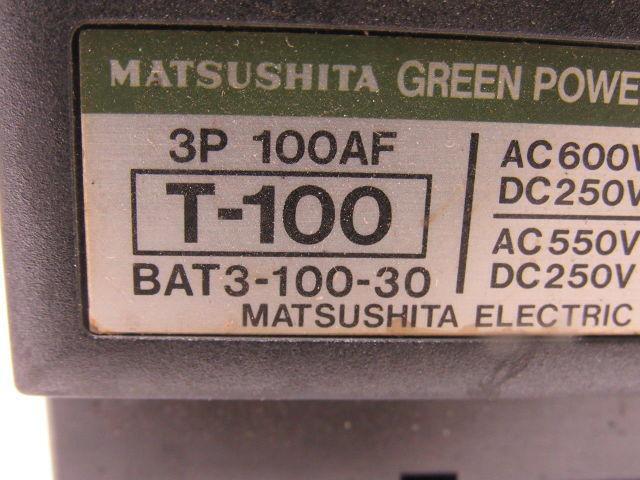 MATSUSHITA GREEN POWE
3P 100AF
T-100
BAT3-100-30
AC600V
DC250V
AC550V
DC250V
MATSUSHITA ELECTRIC